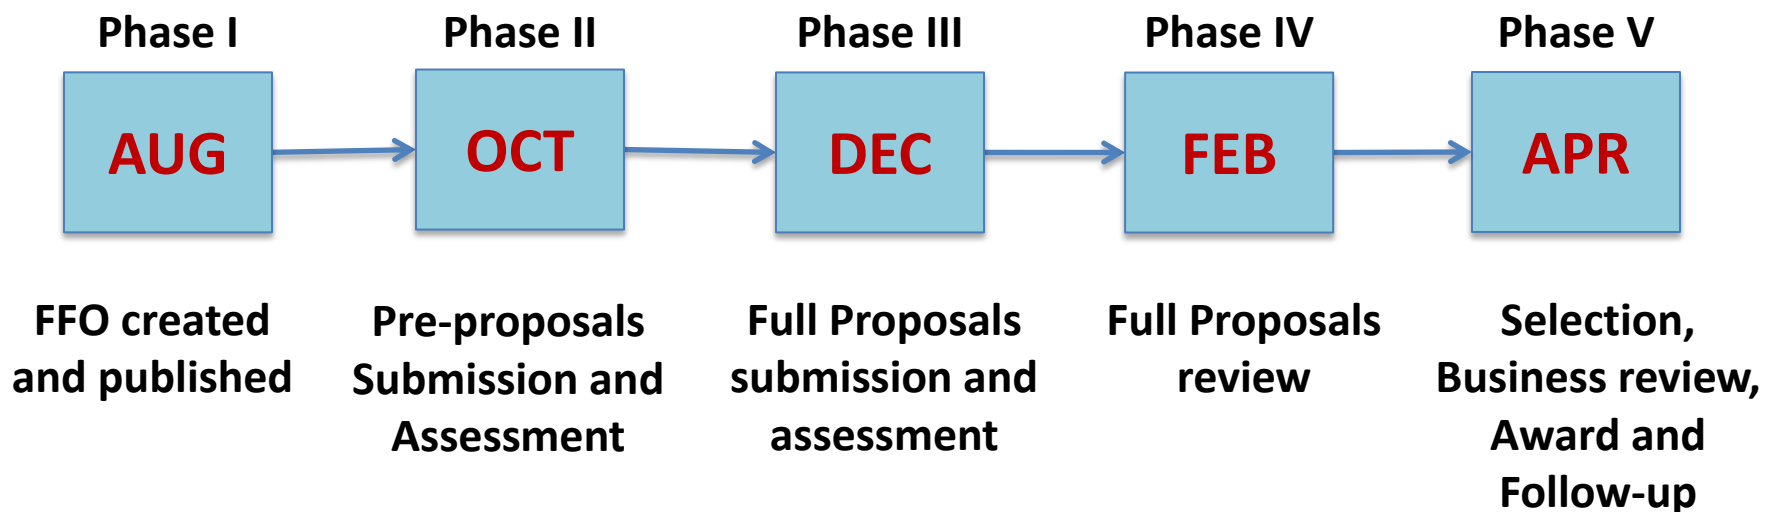 Phase I
Phase II
Phase III
Phase IV
Phase V
AUG
OCT
DEC
FEB
APR
FFO created
and published
Pre-proposals
Submission and
Assessment
Full Proposals
submission and
assessment
Full Proposals
review
Selection,
Business review,
Award and
Follow-up